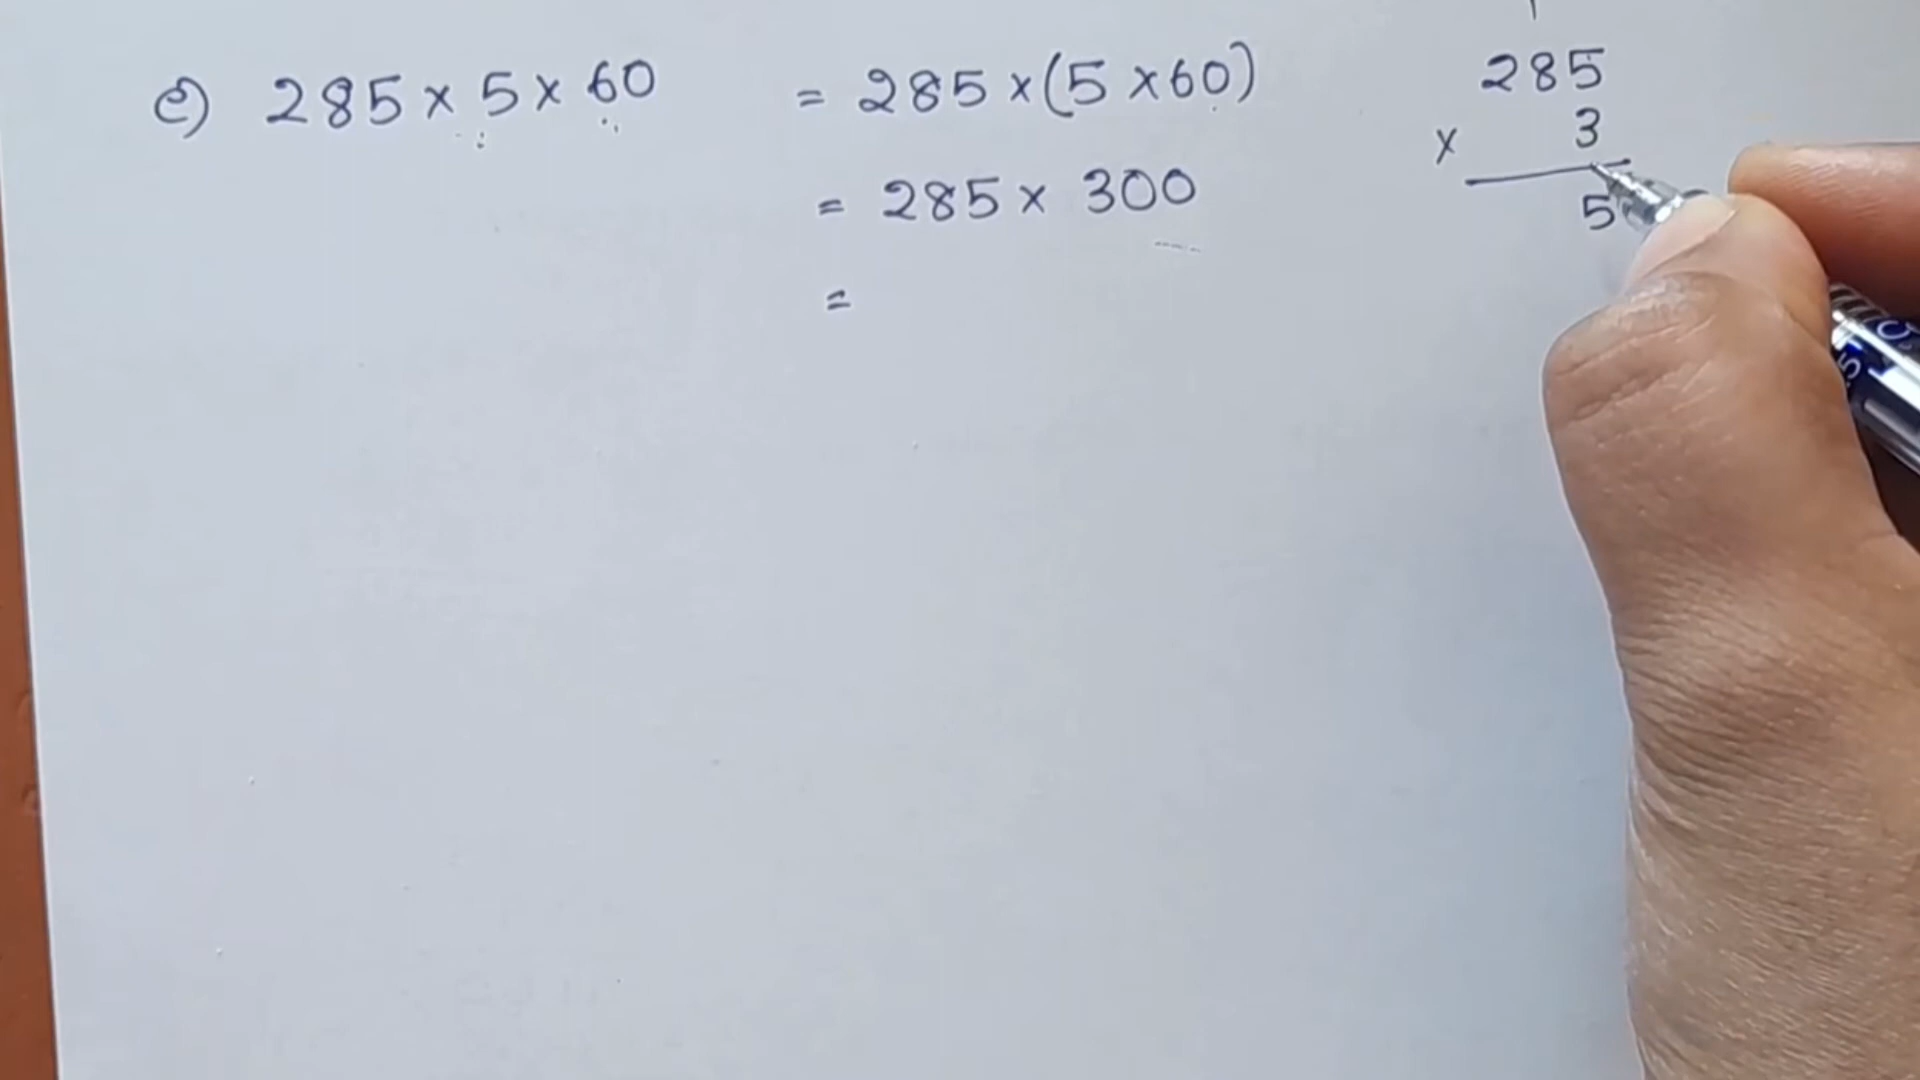 e) 285 × 5 × 60 = 285 × (5 × 60)
= 285 × 300
=
285
× 3
5